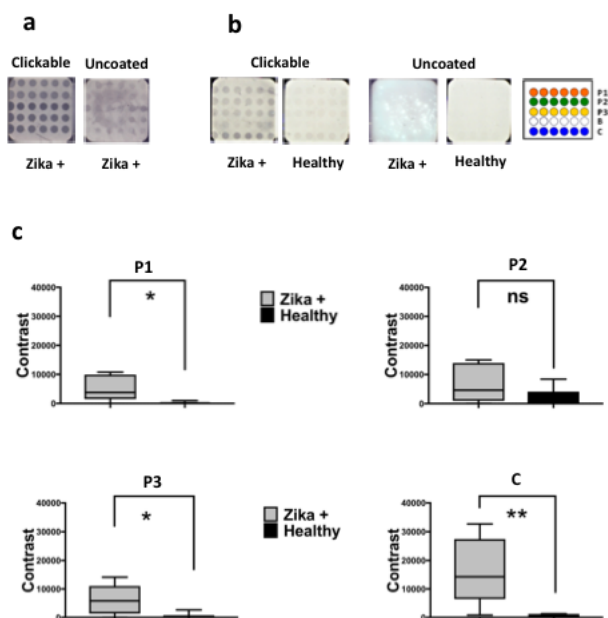 a
b
Clickable Uncoated
Clickable Uncoated
P1
P2
P3
B
C
Zika + Zika +
Zika + Healthy Zika + Healthy
c
P1
P2
40000
30000
20000
10000
0
Contrast
*
Zika +
Healthy
40000
30000
20000
10000
0
Contrast
ns
P3
C
40000
30000
20000
10000
0
Contrast
*
Zika +
Healthy
40000
30000
20000
10000
0
Contrast
**